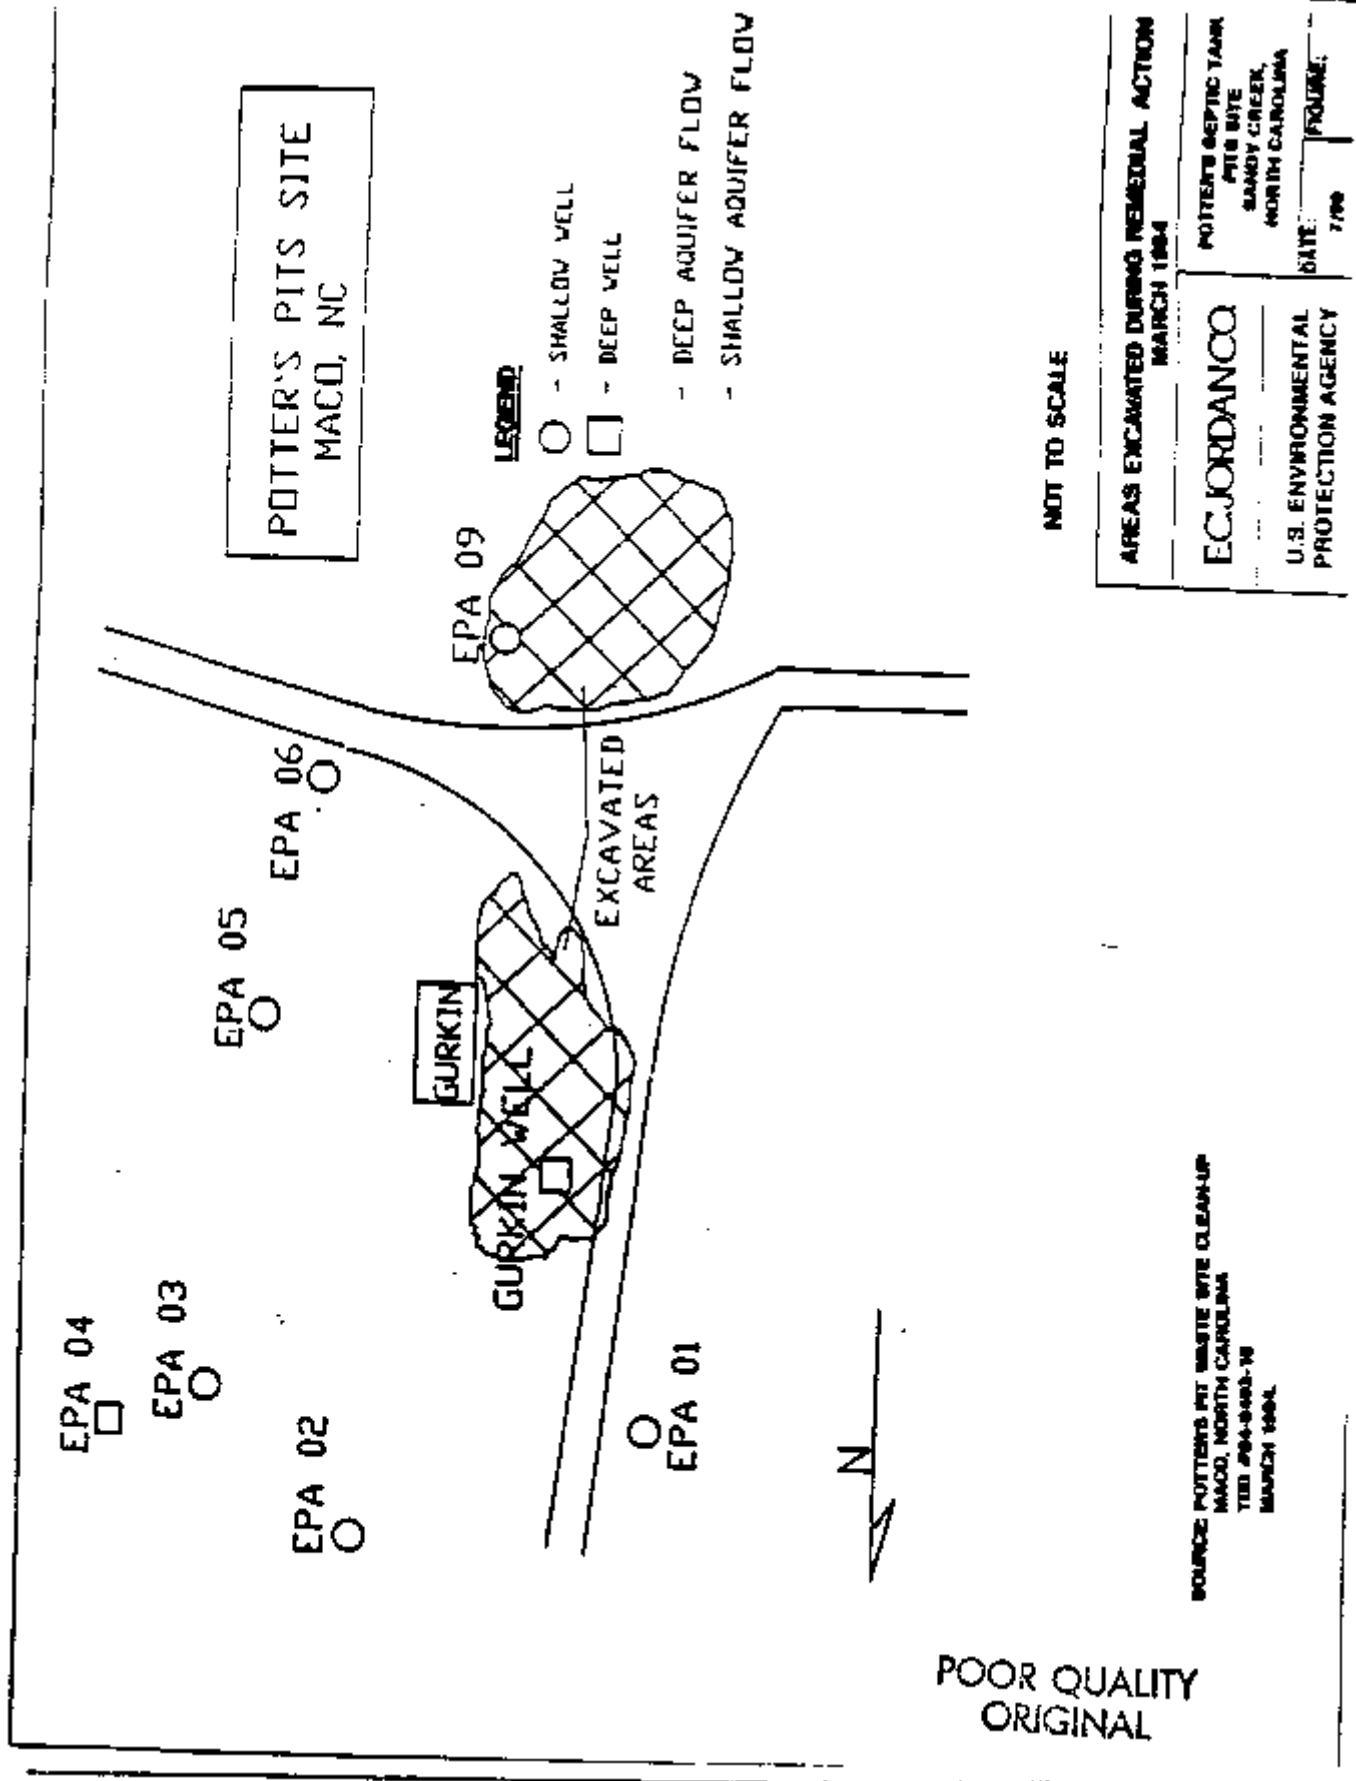 POTTER'S PITS SITE
MACO, NC
LEGEND
- SHALLOW WELL
- DEEP WELL
- DEEP AQUIFER FLOW
- SHALLOW AQUIFER FLOW
EPA 04
EPA 03
EPA 02
EPA 05
EPA 06
EPA 09
GURKIN
GURKIN WELL
EXCAVATED
AREAS
EPA 01
N
NOT TO SCALE
SOURCE: POTTER'S PIT WASTE SITE CLEAN-UP
MACO, NORTH CAROLINA
MARCH 1984.
AREAS EXCAVATED DURING REMEDIAL ACTION
MARCH 1984
E.C.JORDANCO
U.S. ENVIRONMENTAL
PROTECTION AGENCY
POTTER'S SEPTIC TANK
PITS SITE
SANDY CREEK,
NORTH CAROLINA
DATE:
FIGURE:
POOR QUALITY
ORIGINAL